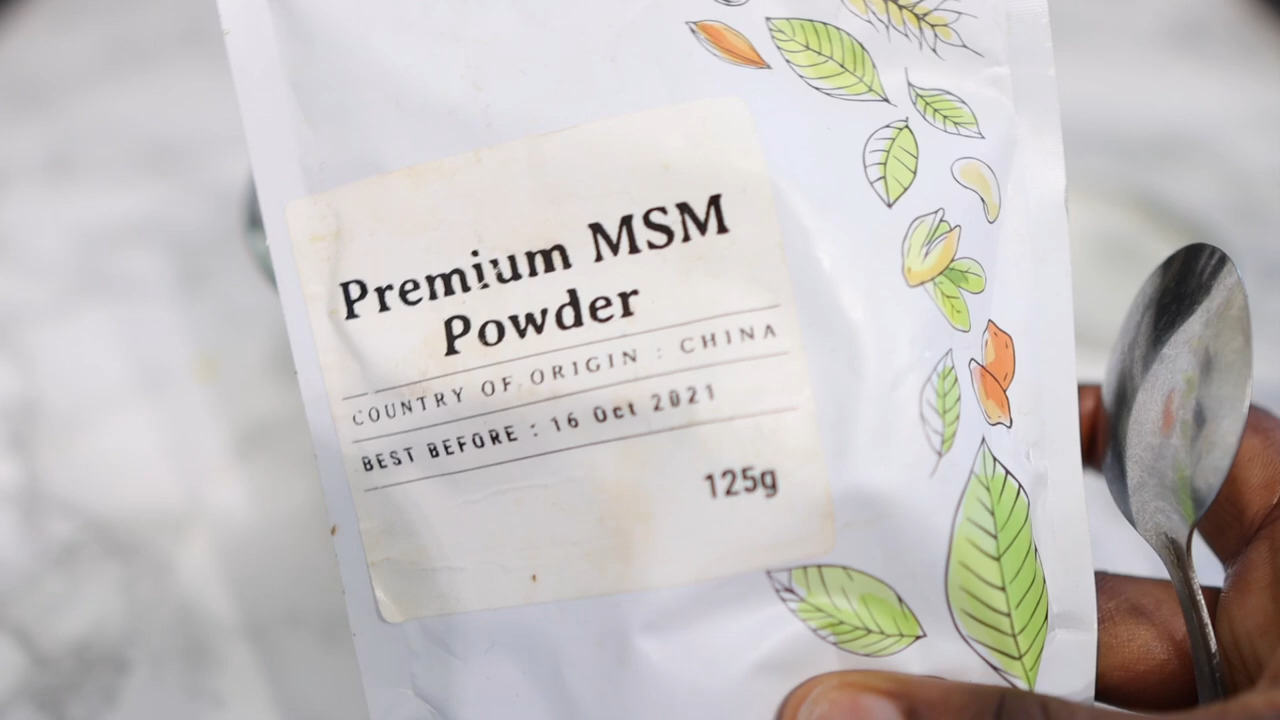 Premium MSM
Powder
COUNTRY OF ORIGIN : CHINA
BEST BEFORE : 16 Oct 2021
125g